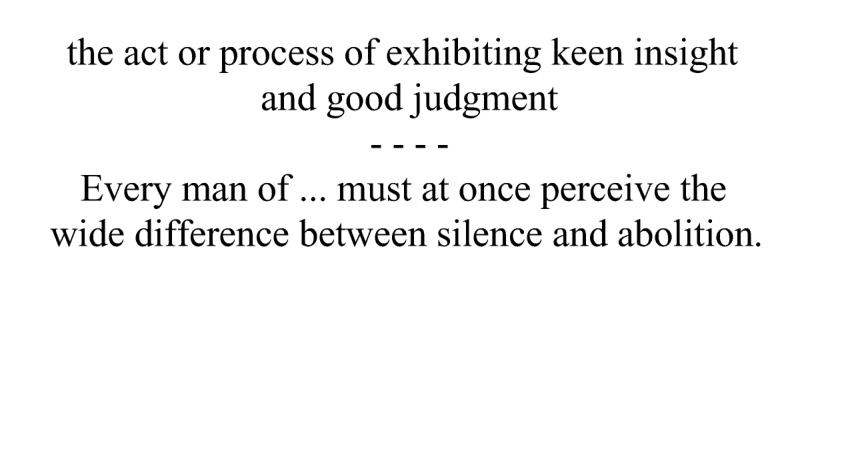 the act or process of exhibiting keen insight
and good judgment
- - - -
Every man of ... must at once perceive the
wide difference between silence and abolition.